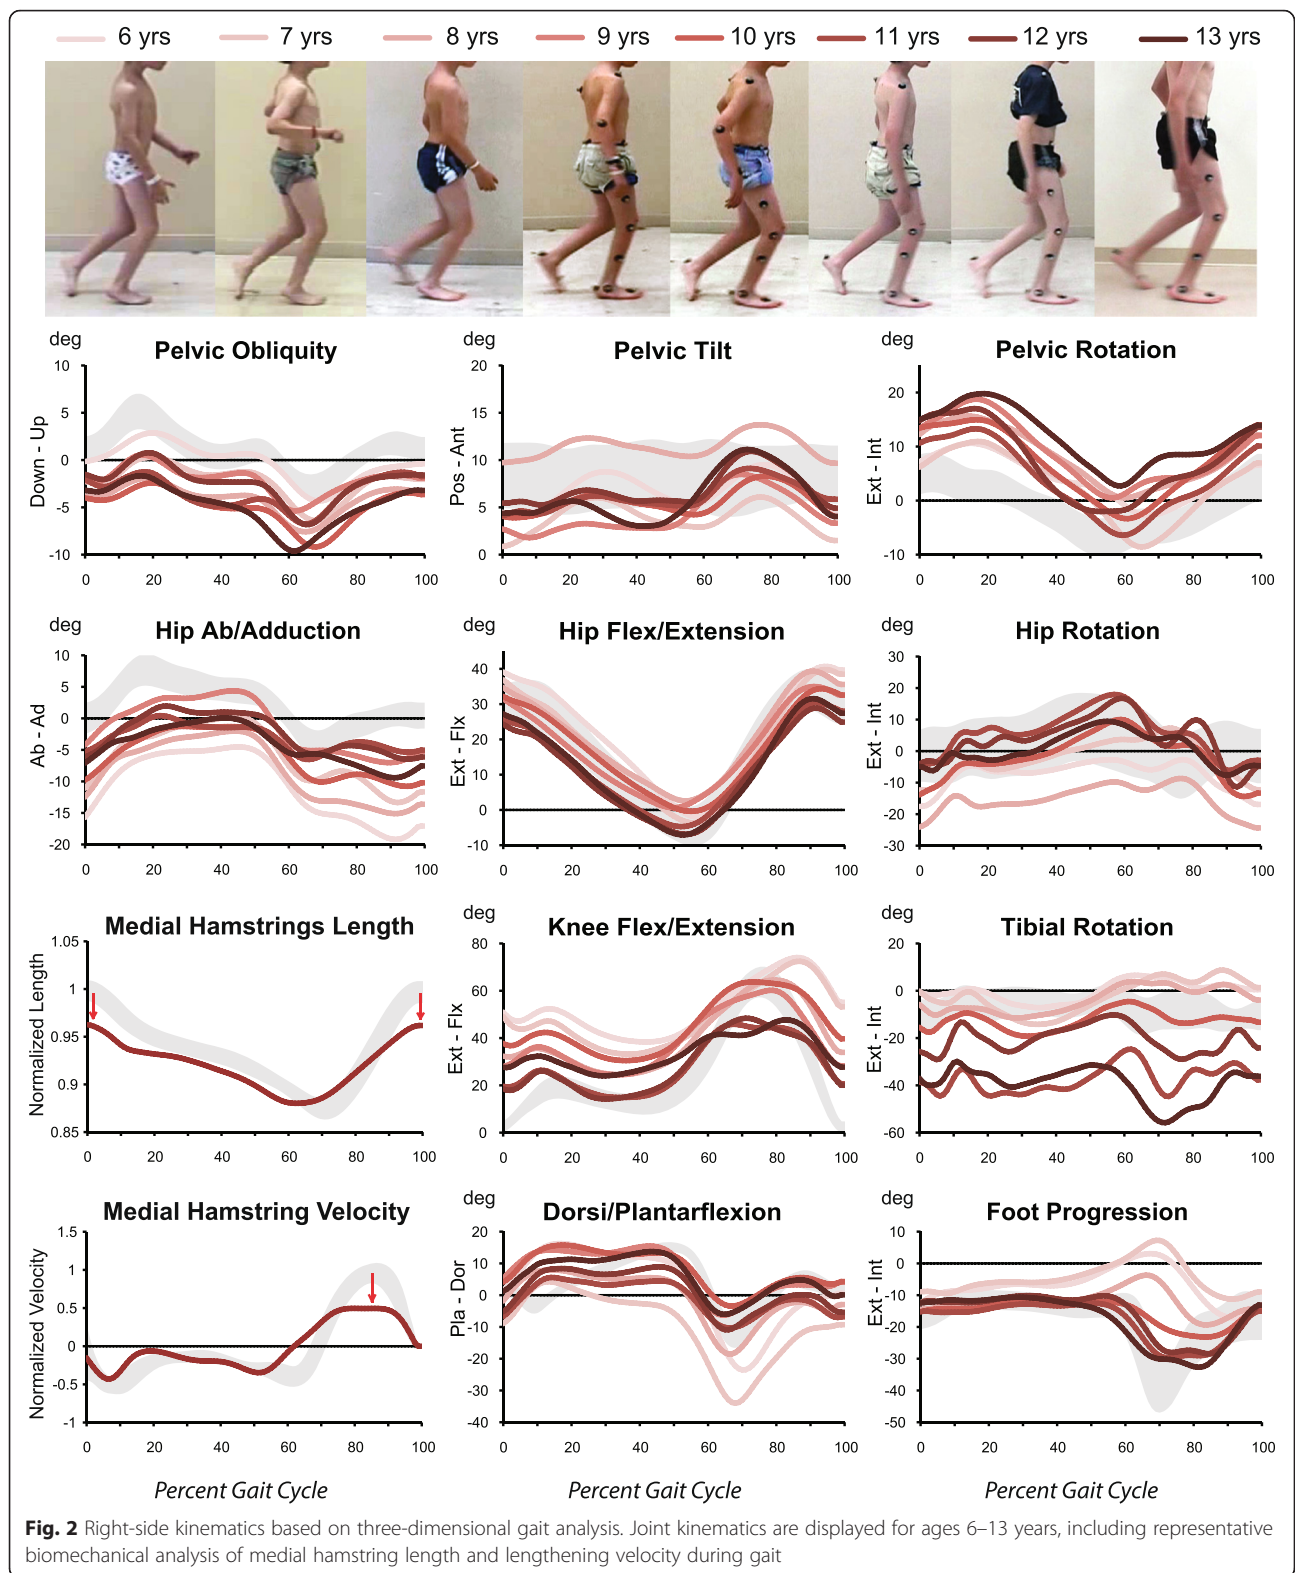 6 yrs 7 yrs 8 yrs 9 yrs 10 yrs 11 yrs 12 yrs 13 yrs
deg
Pelvic Obliquity
Down - Up
10
5
0
-5
-10
0 20 40 60 80 100
deg
Pelvic Tilt
Pos - Ant
20
15
10
5
0
0 20 40 60 80 100
deg
Pelvic Rotation
Ext - Int
20
10
0
-10
0 20 40 60 80 100
deg
Hip Ab/Adduction
Ab - Ad
10
5
0
-5
-10
-15
-20
0 20 40 60 80 100
deg
Hip Flex/Extension
Ext - Flx
40
30
20
10
0
-10
0 20 40 60 80 100
deg
Hip Rotation
Ext - Int
30
20
10
0
-10
-20
-30
0 20 40 60 80 100
Medial Hamstrings Length
Normalized Length
1.05
1
0.95
0.9
0.85
0 20 40 60 80 100
deg
Knee Flex/Extension
Ext - Flx
80
60
40
20
0
0 20 40 60 80 100
deg
Tibial Rotation
Ext - Int
20
0
-20
-40
-60
0 20 40 60 80 100
Medial Hamstring Velocity
Normalized Velocity
1.5
1
0.5
0
-0.5
-1
0 20 40 60 80 100
Percent Gait Cycle
deg
Dorsi/Plantarflexion
Pla - Dor
20
10
0
-10
-20
-30
-40
0 20 40 60 80 100
Percent Gait Cycle
deg
Foot Progression
Ext - Int
10
0
-10
-20
-30
-40
-50
0 20 40 60 80 100
Percent Gait Cycle
Fig. 2 Right-side kinematics based on three-dimensional gait analysis. Joint kinematics are displayed for ages 6–13 years, including representative
biomechanical analysis of medial hamstring length and lengthening velocity during gait